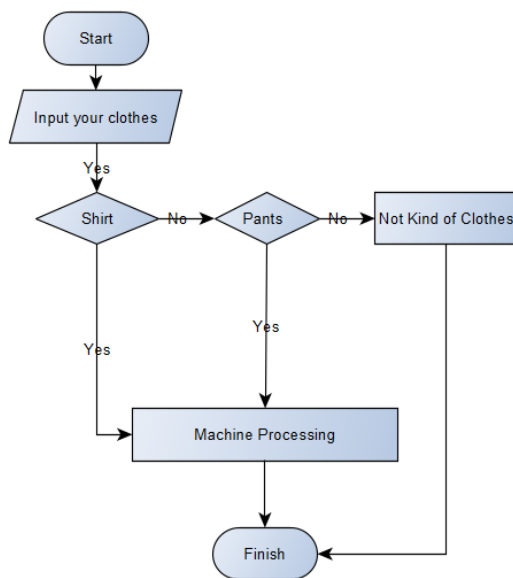 Start
Input your clothes
Yes
Shirt
No
Pants
No
Not Kind of Clothes
Yes
Yes
Machine Processing
Finish